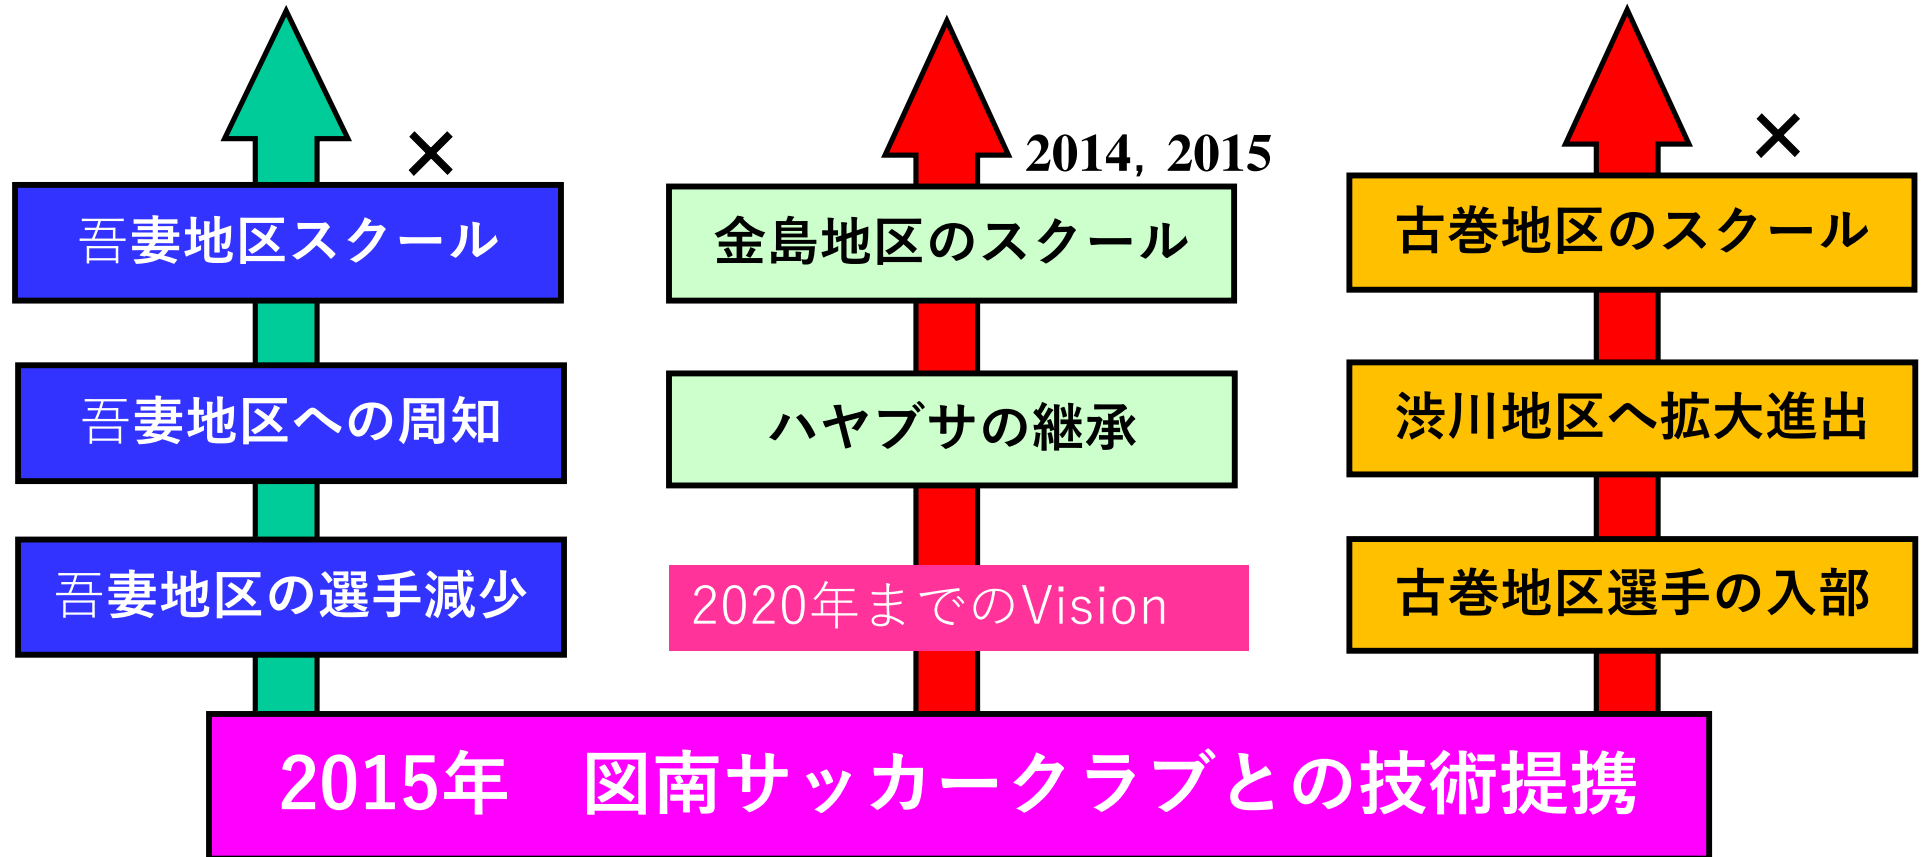 ×
2014, 2015
×
吾妻地区スクール
金島地区のスクール
古巻地区のスクール
吾妻地区への周知
ハヤブサの継承
渋川地区へ拡大進出
吾妻地区の選手減少
2020年までのVision
古巻地区選手の入部
2015年　図南サッカークラブとの技術提携